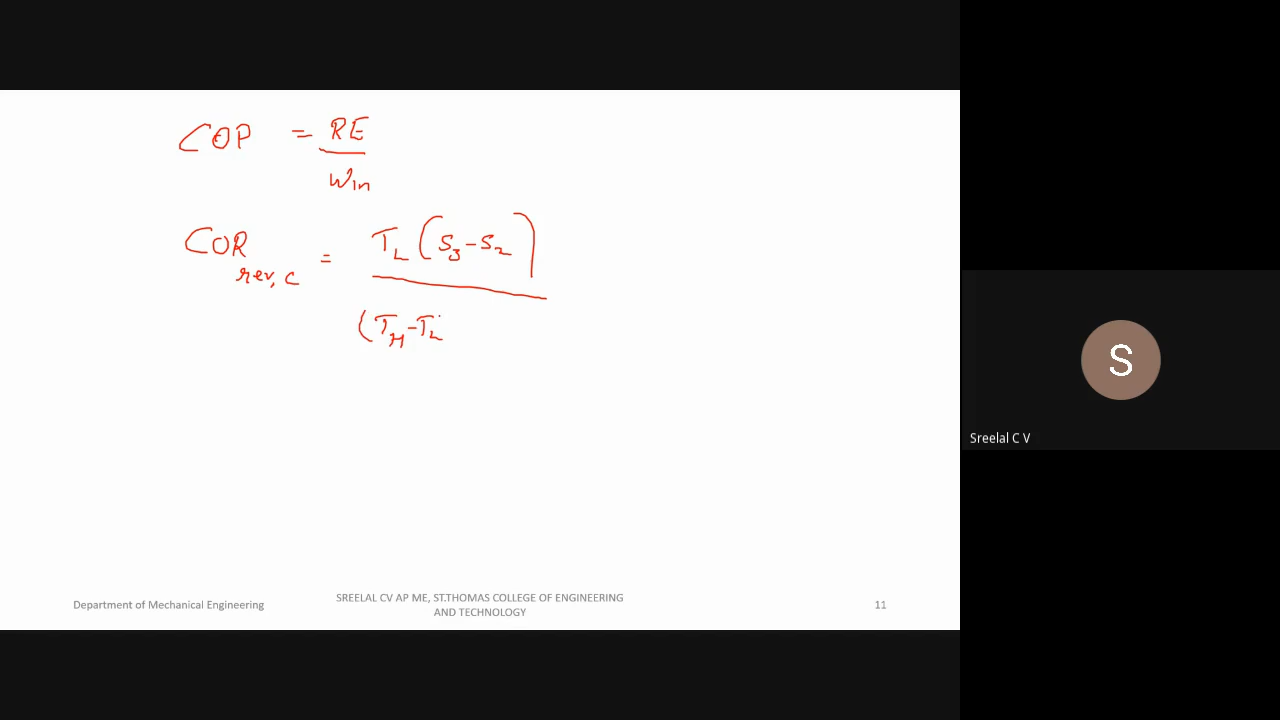 COP = RE
Win
COR rev, c = TL (S3-S2)
(TH-TL
S
Sreelal C V
Department of Mechanical Engineering
SREELAL CV AP ME, ST.THOMAS COLLEGE OF ENGINEERING
AND TECHNOLOGY
11